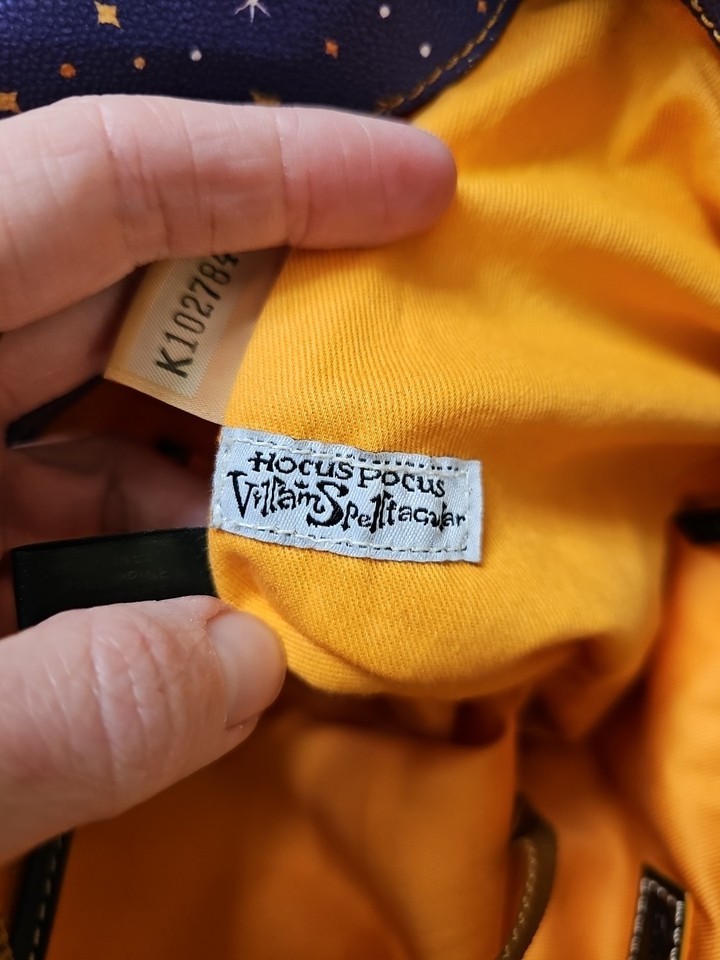 K102784
Hocus Pocus
Villain Spelltacular